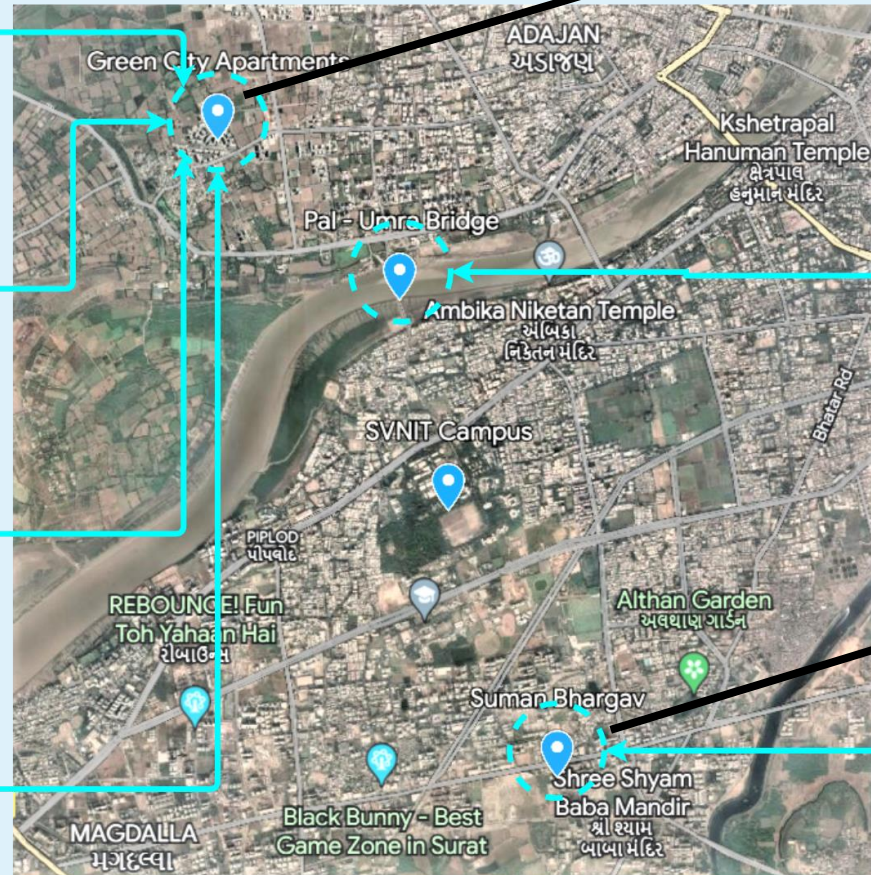 Green City Apartments
ADAJAN
અડાજણ
Kshetrapal
Hanuman Temple
ક્ષેત્રપાલ
હનુમાન મંદિર
Pal - Umra Bridge
Ambika Niketan Temple
અંબિકા
નિકેતન મંદિર
Bhatar Rd
SVNIT Campus
PIPLOD
પીપલોદ
REBOUNCE! Fun
Toh Yahaan Hai
રીબાઉન્સ
Althan Garden
અલથાણ ગાર્ડન
Suman Bhargav
Shree Shyam
Baba Mandir
શ્રી શ્યામ
બાબા મંદિર
Black Bunny - Best
Game Zone in Surat
MAGDALLA
મગદલ્લા